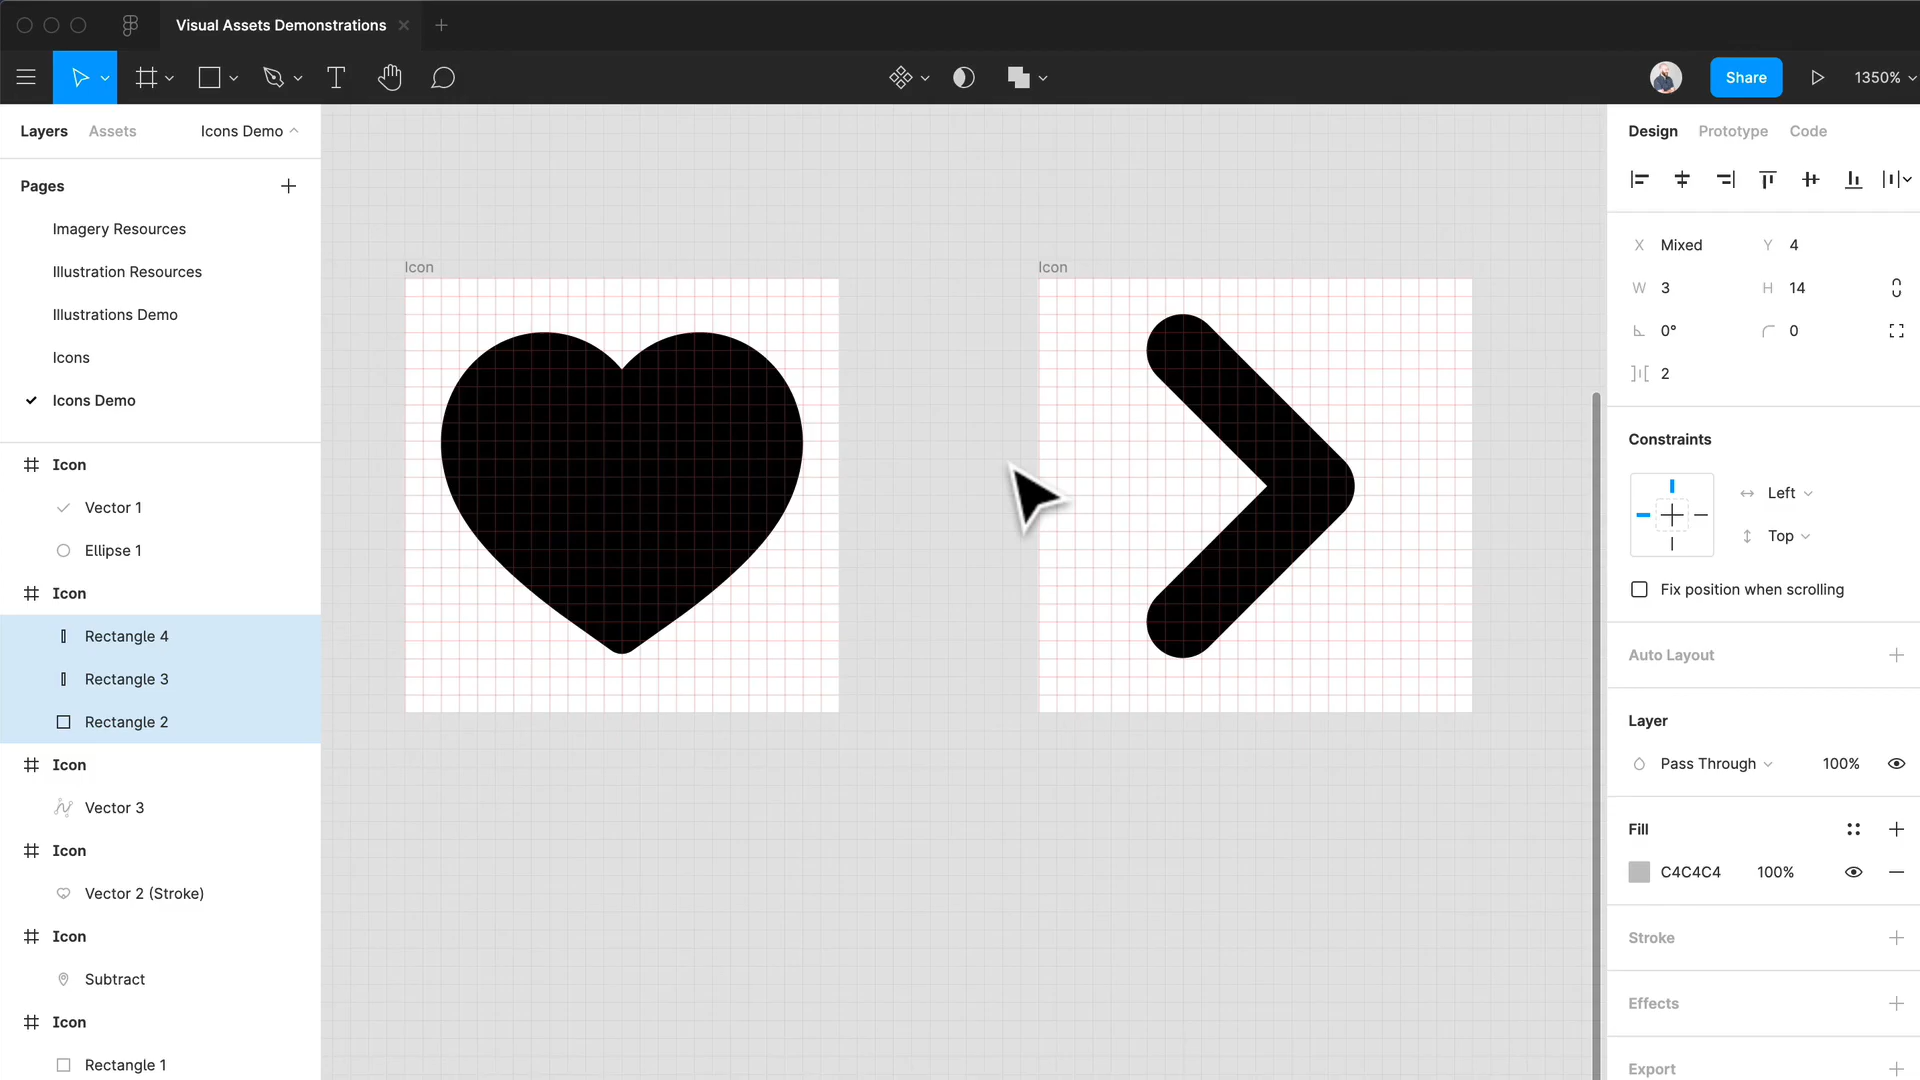 Visual Assets Demonstrations
Share
1350%
Layers
Assets
Icons Demo
Pages
Imagery Resources
Illustration Resources
Illustrations Demo
Icons
Icons Demo
Icon
Vector 1
Ellipse 1
Icon
Rectangle 4
Rectangle 3
Rectangle 2
Icon
Vector 3
Icon
Vector 2 (Stroke)
Icon
Subtract
Icon
Rectangle 1
Icon
Icon
Design
Prototype
Code
X Mixed Y 4
W 3 H 14
0° 0
2
Constraints
Left
Top
Fix position when scrolling
Auto Layout
Layer
Pass Through 100%
Fill
C4C4C4 100%
Stroke
Effects
Export